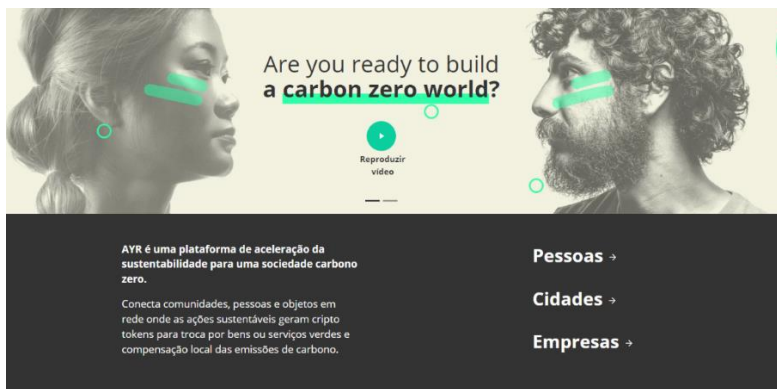 Are you ready to build
a carbon zero world?
Reproduzir
vídeo
AYR é uma plataforma de aceleração da
sustentabilidade para uma sociedade carbono
zero.
Conecta comunidades, pessoas e objetos em
rede onde as ações sustentáveis geram cripto
tokens para troca por bens ou serviços verdes e
compensação local das emissões de carbono.
Pessoas →
Cidades →
Empresas →